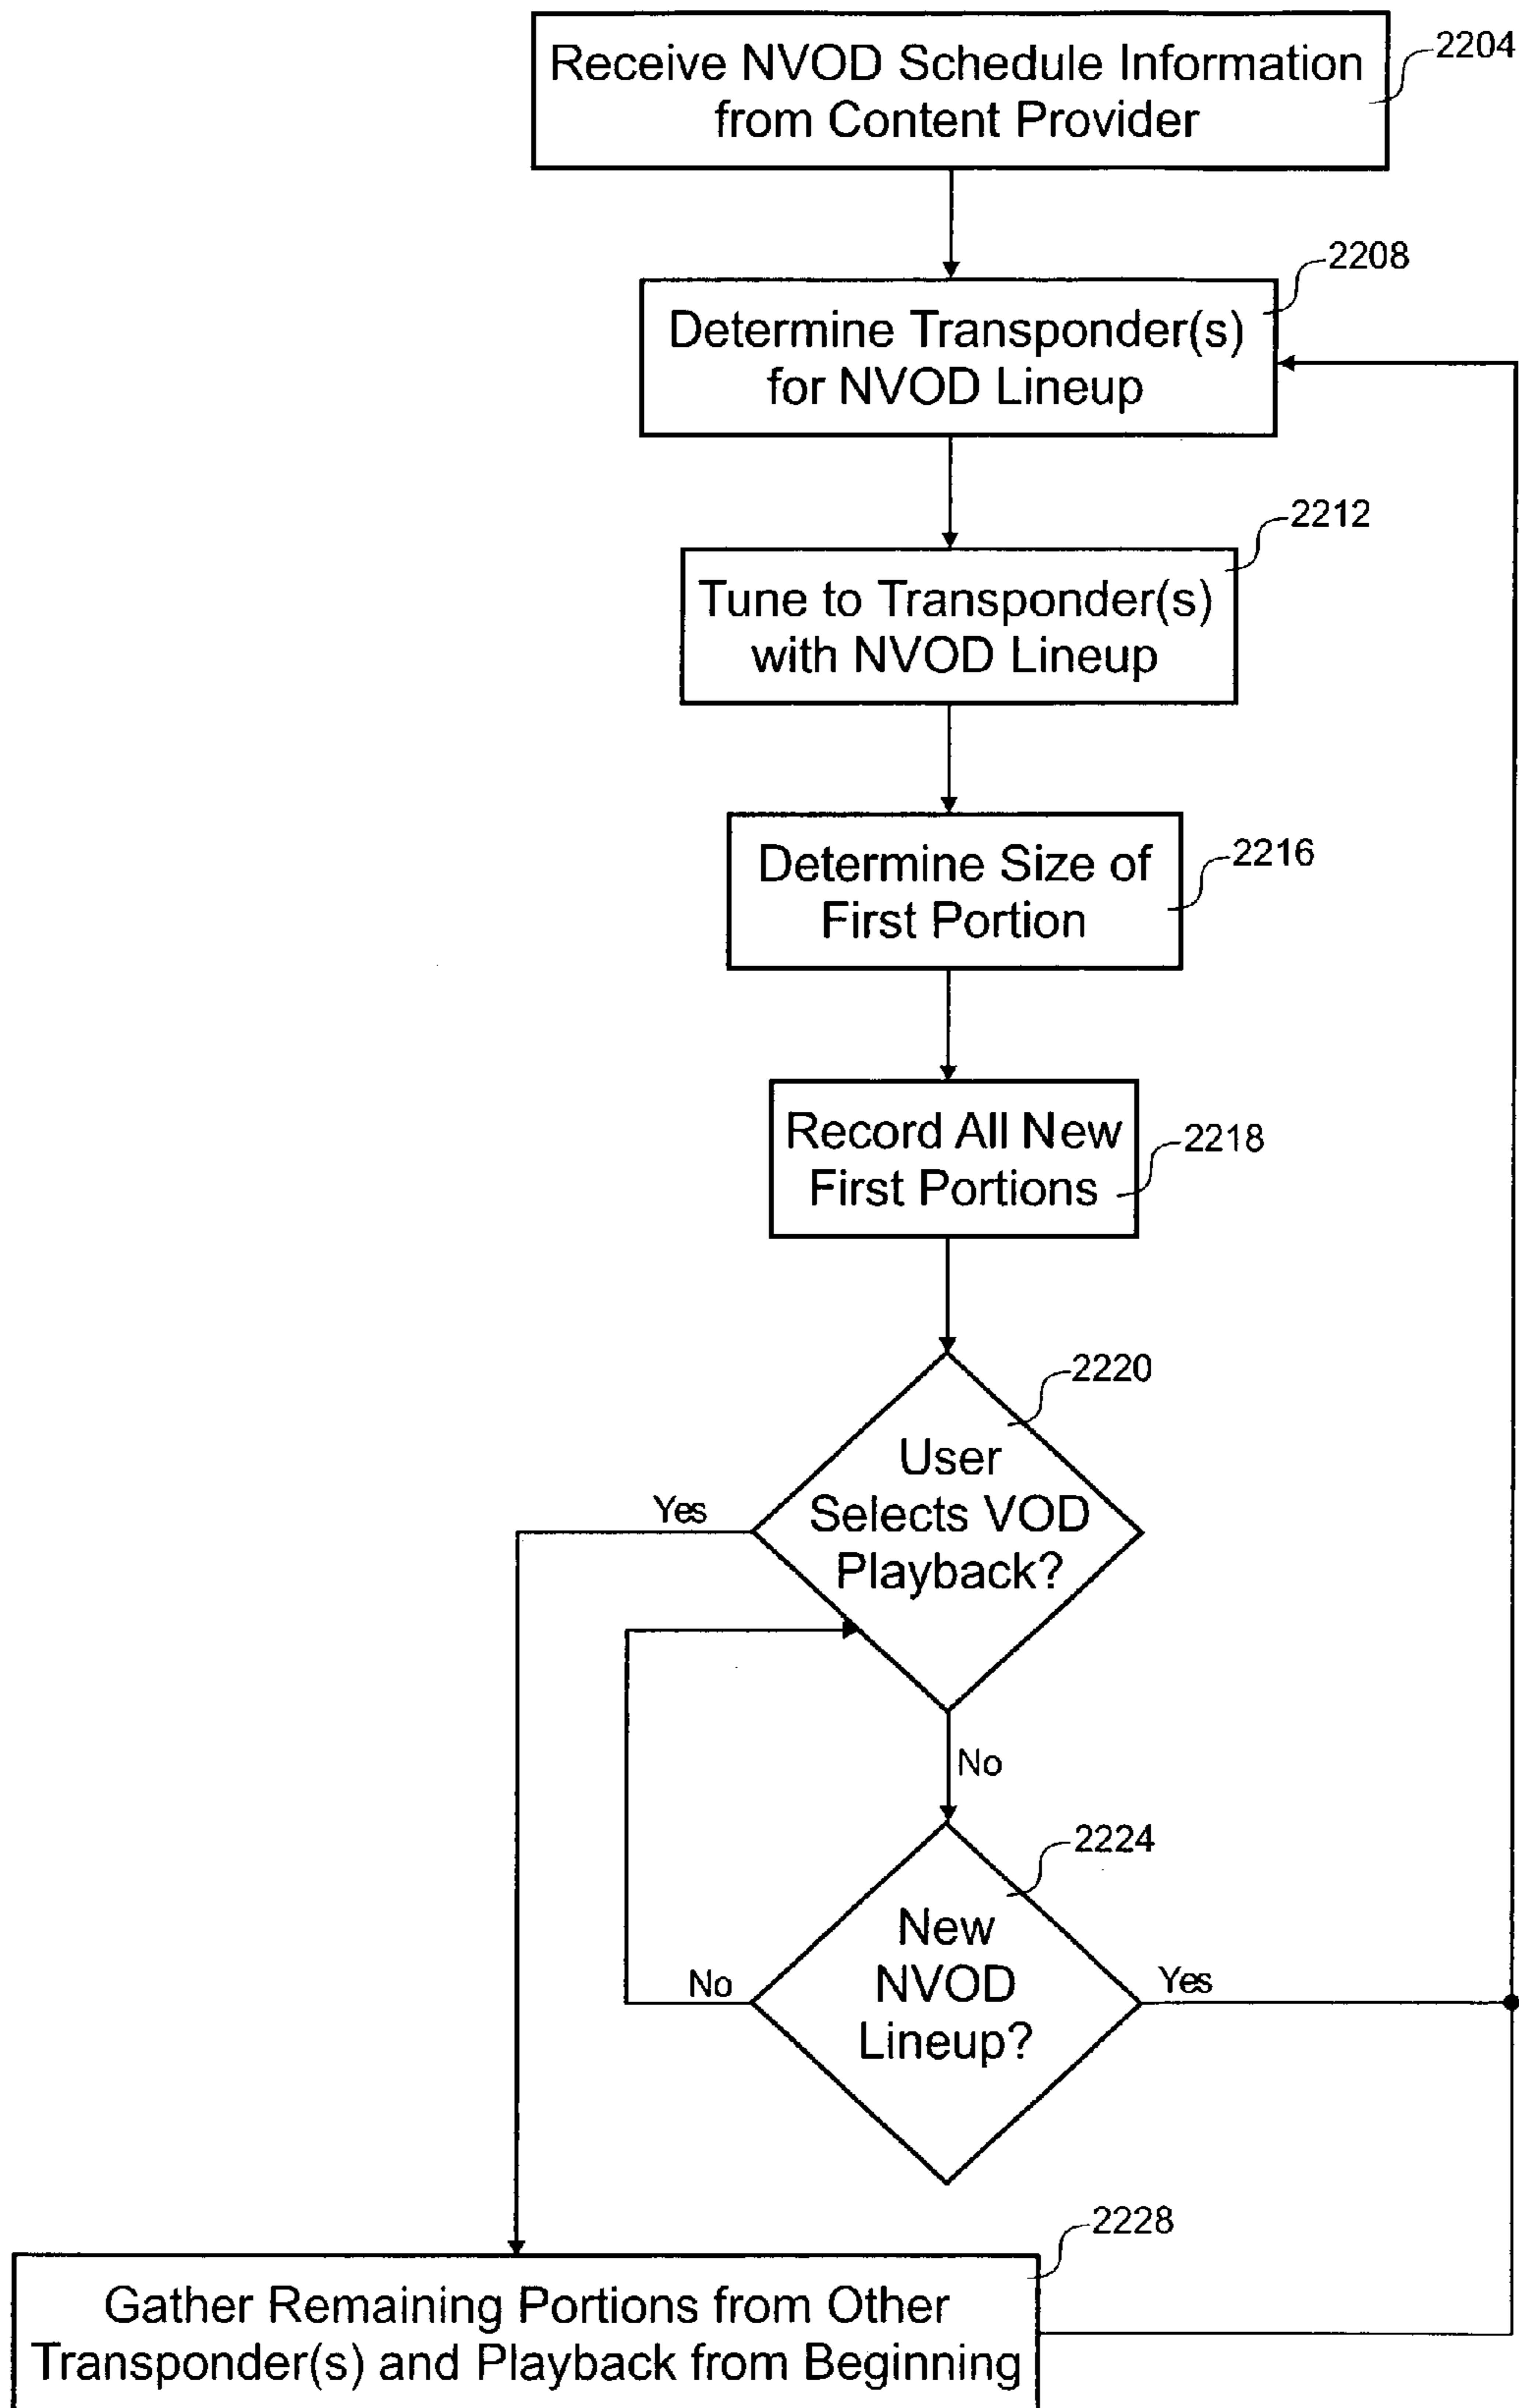 Receive NVOD Schedule Information
from Content Provider
2204
2208
Determine Transponder(s)
for NVOD Lineup
2212
Tune to Transponder(s)
with NVOD Lineup
2216
Determine Size of
First Portion
2218
Record All New
First Portions
2220
User
Selects VOD
Playback?
Yes
No
2224
New
NVOD
Lineup?
No
Yes
2228
Gather Remaining Portions from Other
Transponder(s) and Playback from Beginning